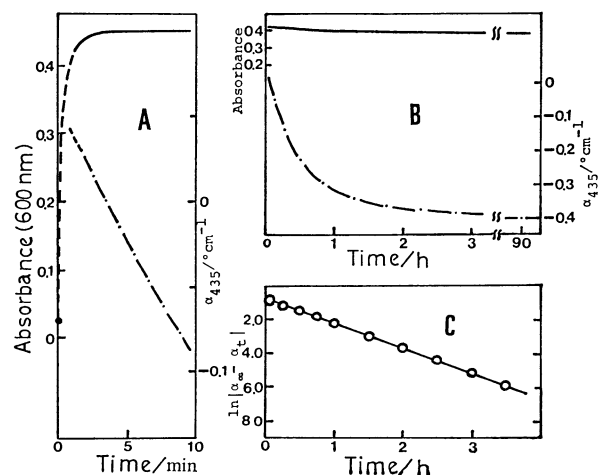 Absorbance (600 nm)
0,4
0,3
0,2
0,1
0
A
0
−0.1
α435/°cm−1
0
5
10
Time/min
Absorbance
0.4
0.3
0.2
B
0
−0.1
−0.2
−0.3
−0.4
α435/°cm−1
0
1
2
3
90
Time/h
ln|α∞− αt|
2.0
4.0
6.0
8 0
C
0
1
2
3
Time/h